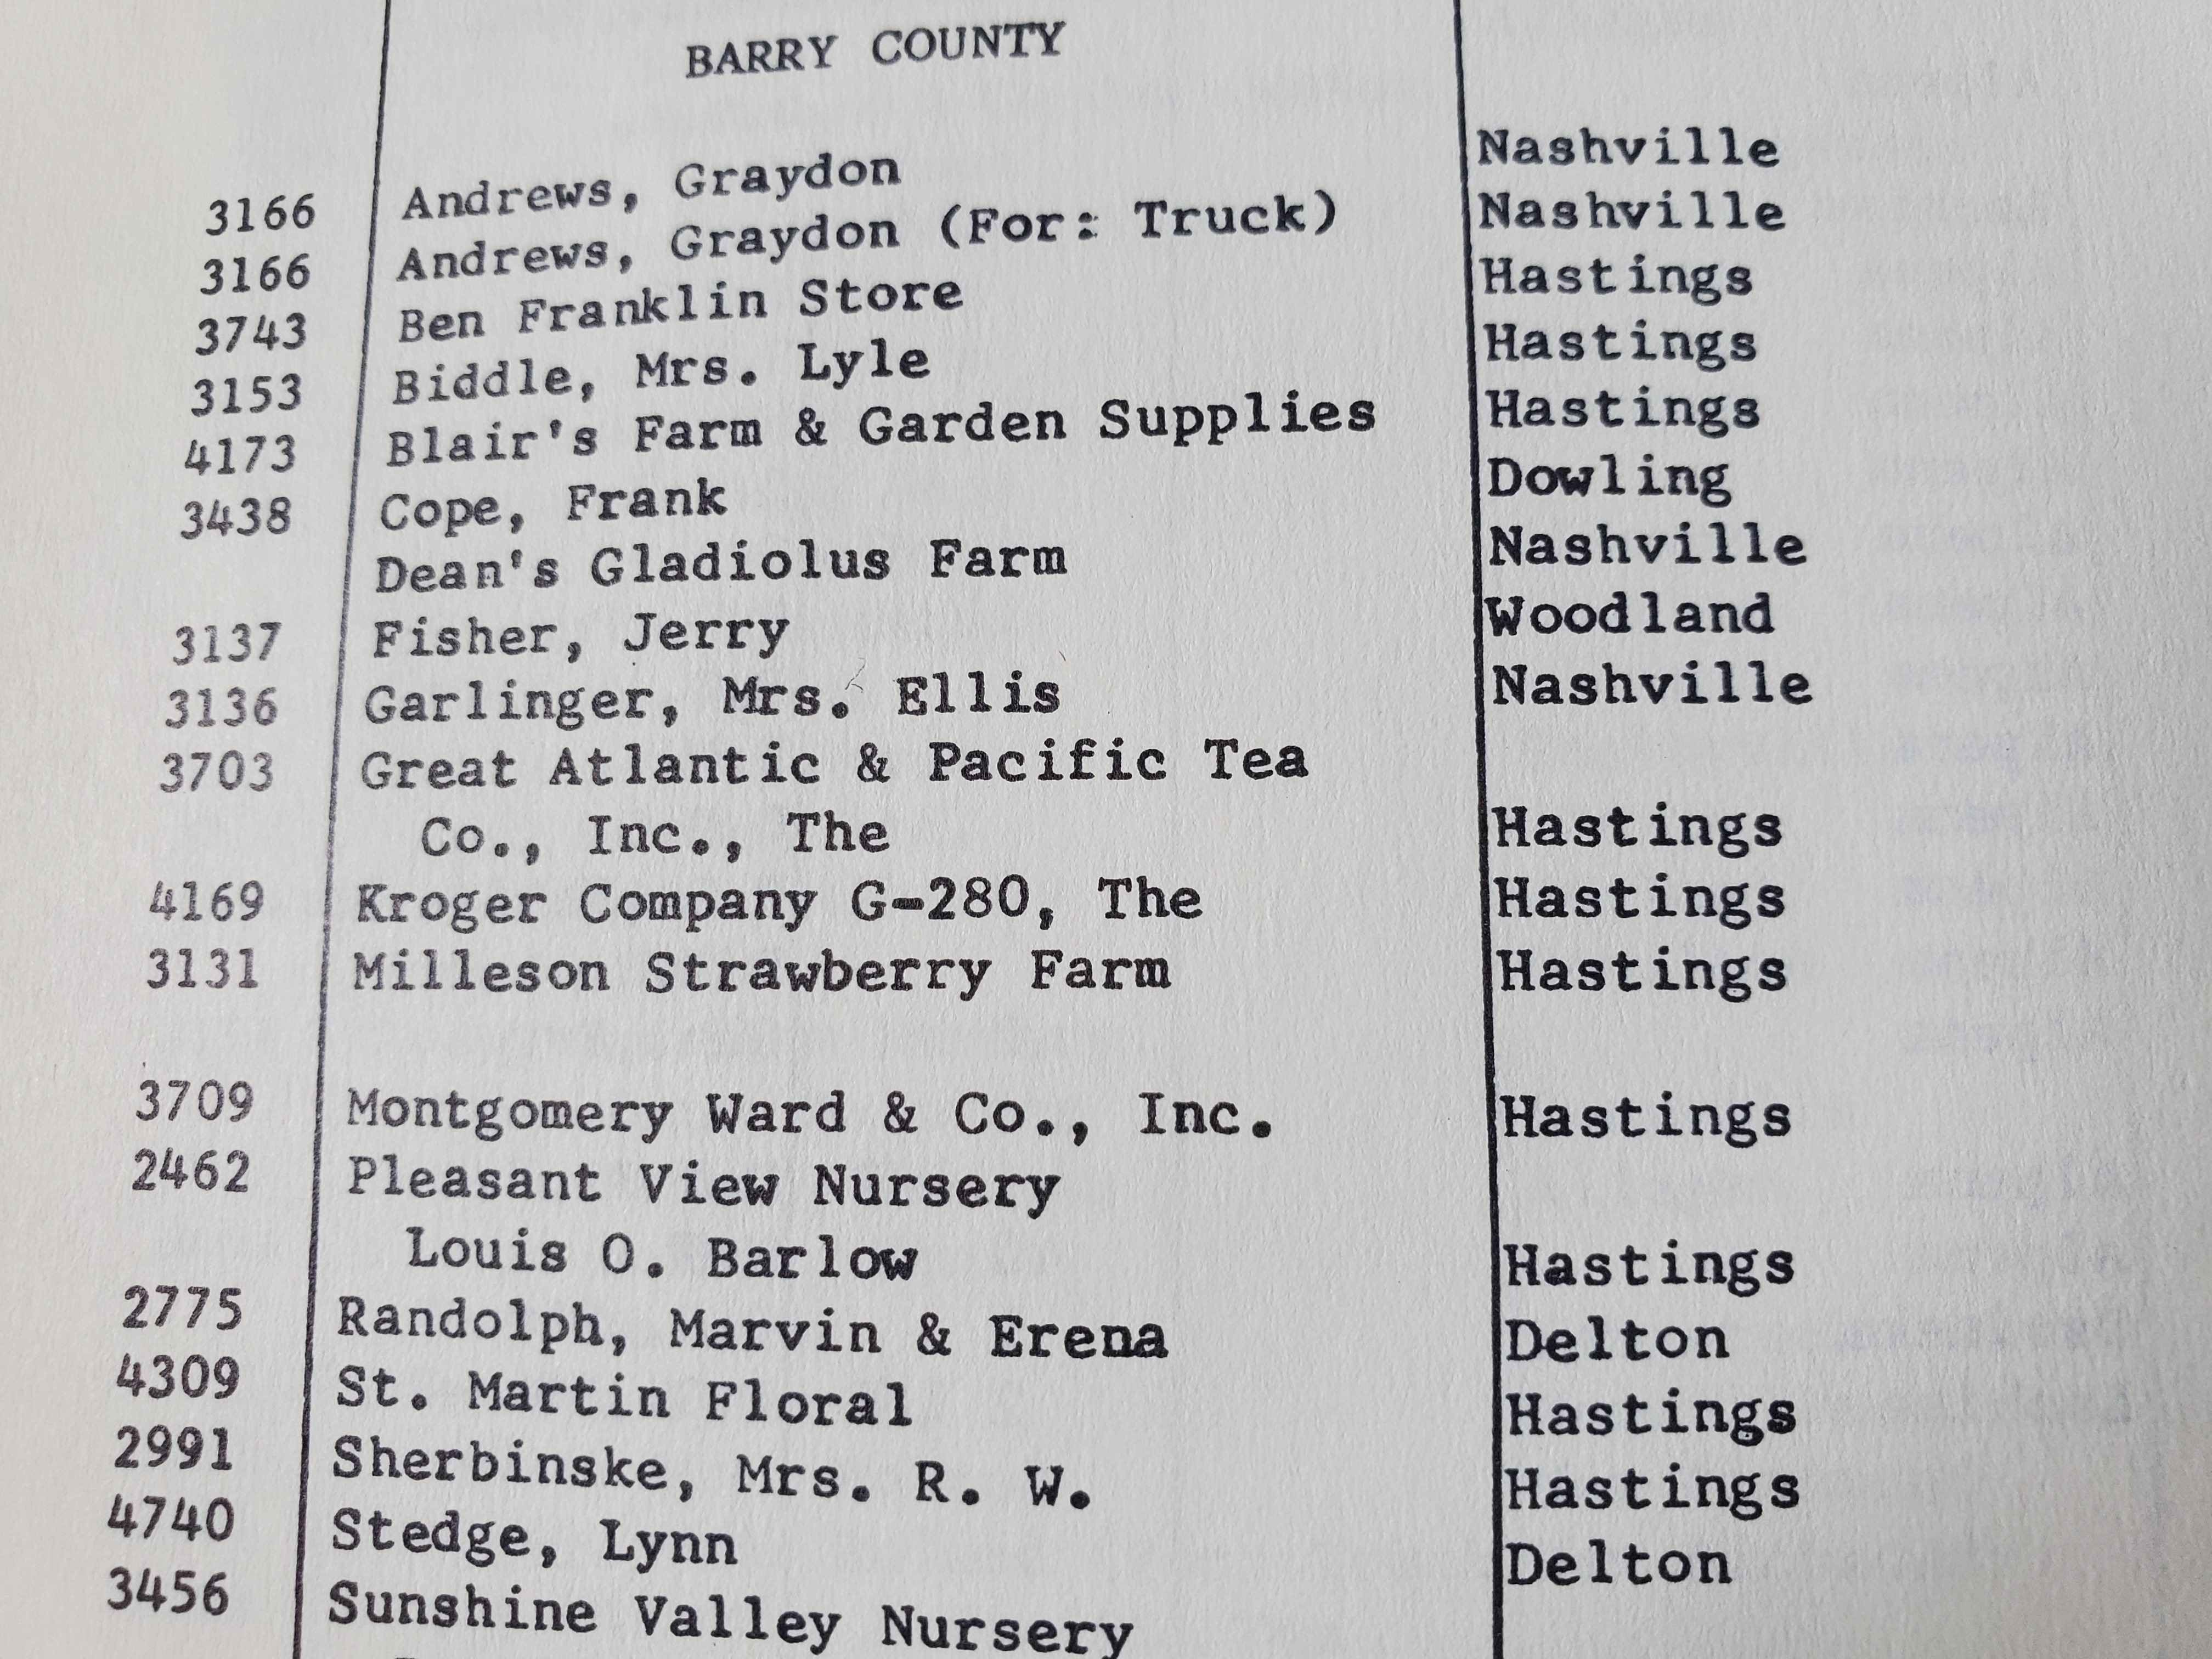 BARRY COUNTY
3166 Andrews, Graydon Nashville
3166 Andrews, Graydon (For: Truck) Nashville
3743 Ben Franklin Store Hastings
3153 Biddle, Mrs. Lyle Hastings
4173 Blair's Farm & Garden Supplies Hastings
3438 Cope, Frank Dowling
Dean's Gladiolus Farm Nashville
3137 Fisher, Jerry Woodland
3136 Garlinger, Mrs. Ellis Nashville
3703 Great Atlantic & Pacific Tea
Co., Inc., The Hastings
4169 Kroger Company G-280, The Hastings
3131 Milleson Strawberry Farm Hastings
3709 Montgomery Ward & Co., Inc. Hastings
2462 Pleasant View Nursery
Louis O. Barlow Hastings
2775 Randolph, Marvin & Erena Delton
4309 St. Martin Floral Hastings
2991 Sherbinske, Mrs. R. W. Hastings
4740 Stedge, Lynn Delton
3456 Sunshine Valley Nursery